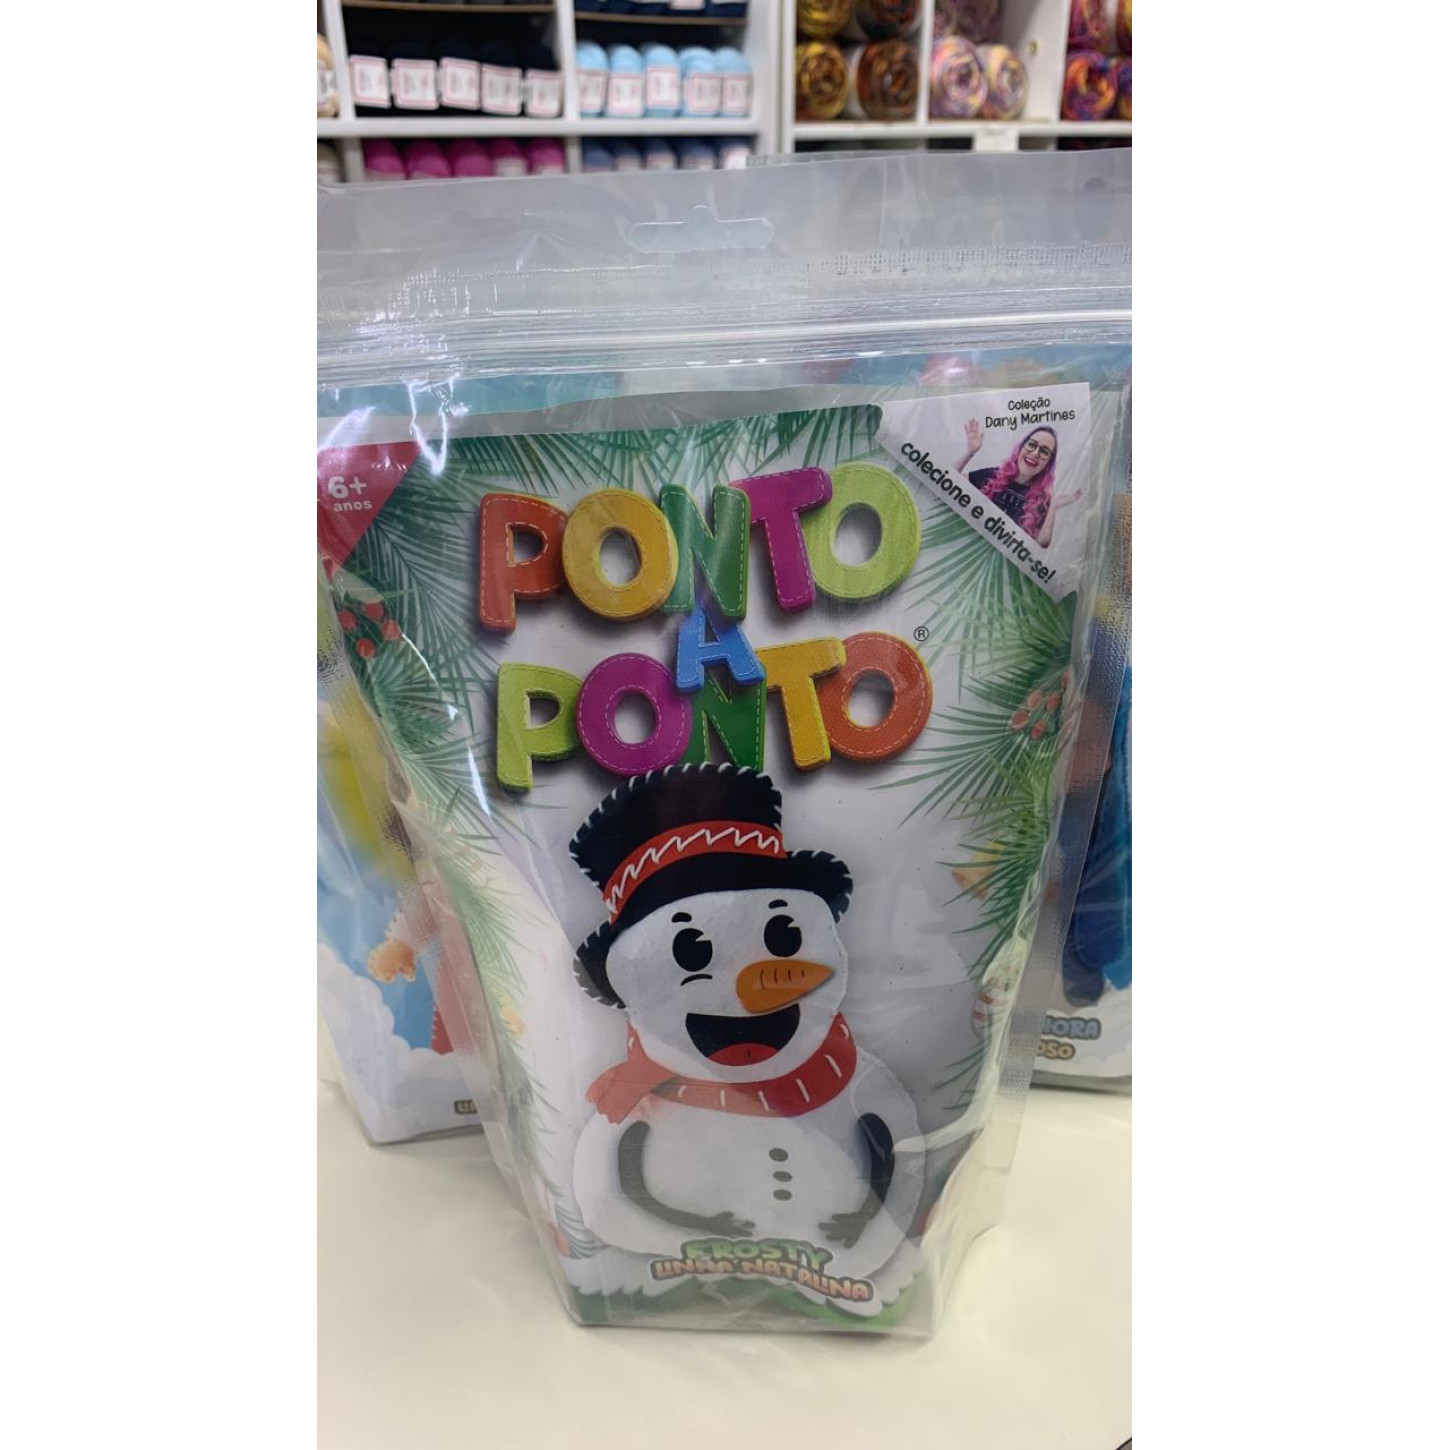 Coleção
Dany Martines
colecione e divirta-se!
6+
anos
PONTO
A
PONTO®
FROSTY
LINHA NATALINA